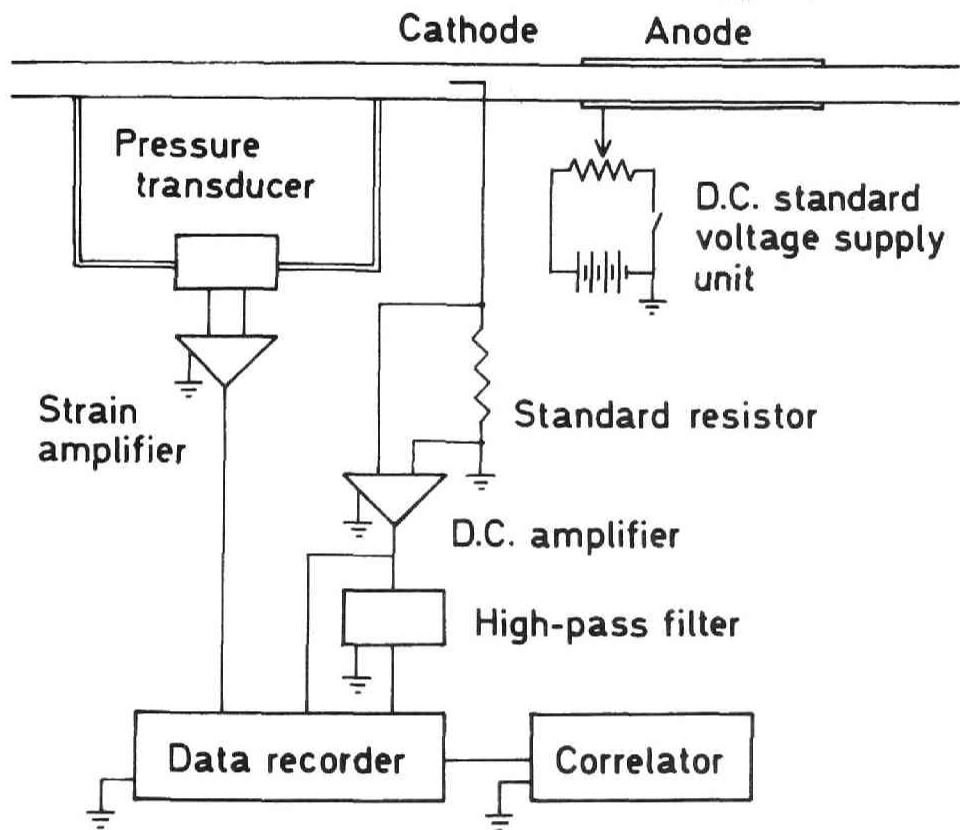 Cathode
Anode
Pressure
transducer
D.C. standard
voltage supply
unit
Strain
amplifier
Standard resistor
D.C. amplifier
High-pass filter
Data recorder
Correlator